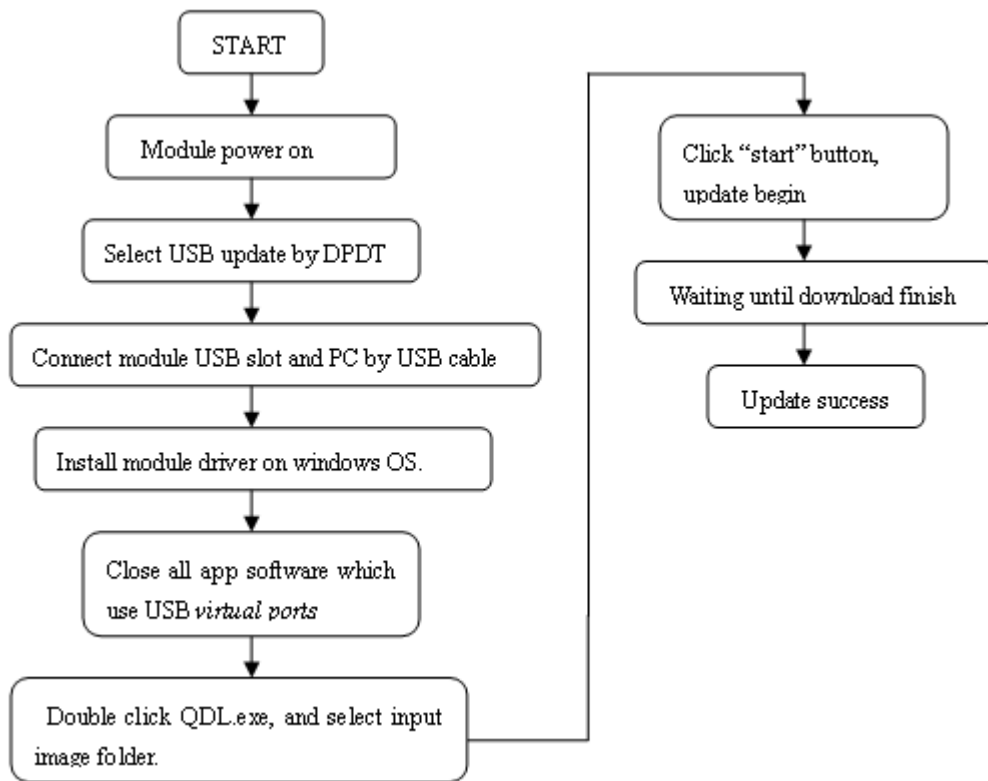 START
Module power on
Select USB update by DPDT
Connect module USB slot and PC by USB cable
Install module driver on windows OS.
Close all app software which
use USB virtual ports
Double click QDL.exe, and select input
image folder.
Click “start” button,
update begin
Waiting until download finish
Update success